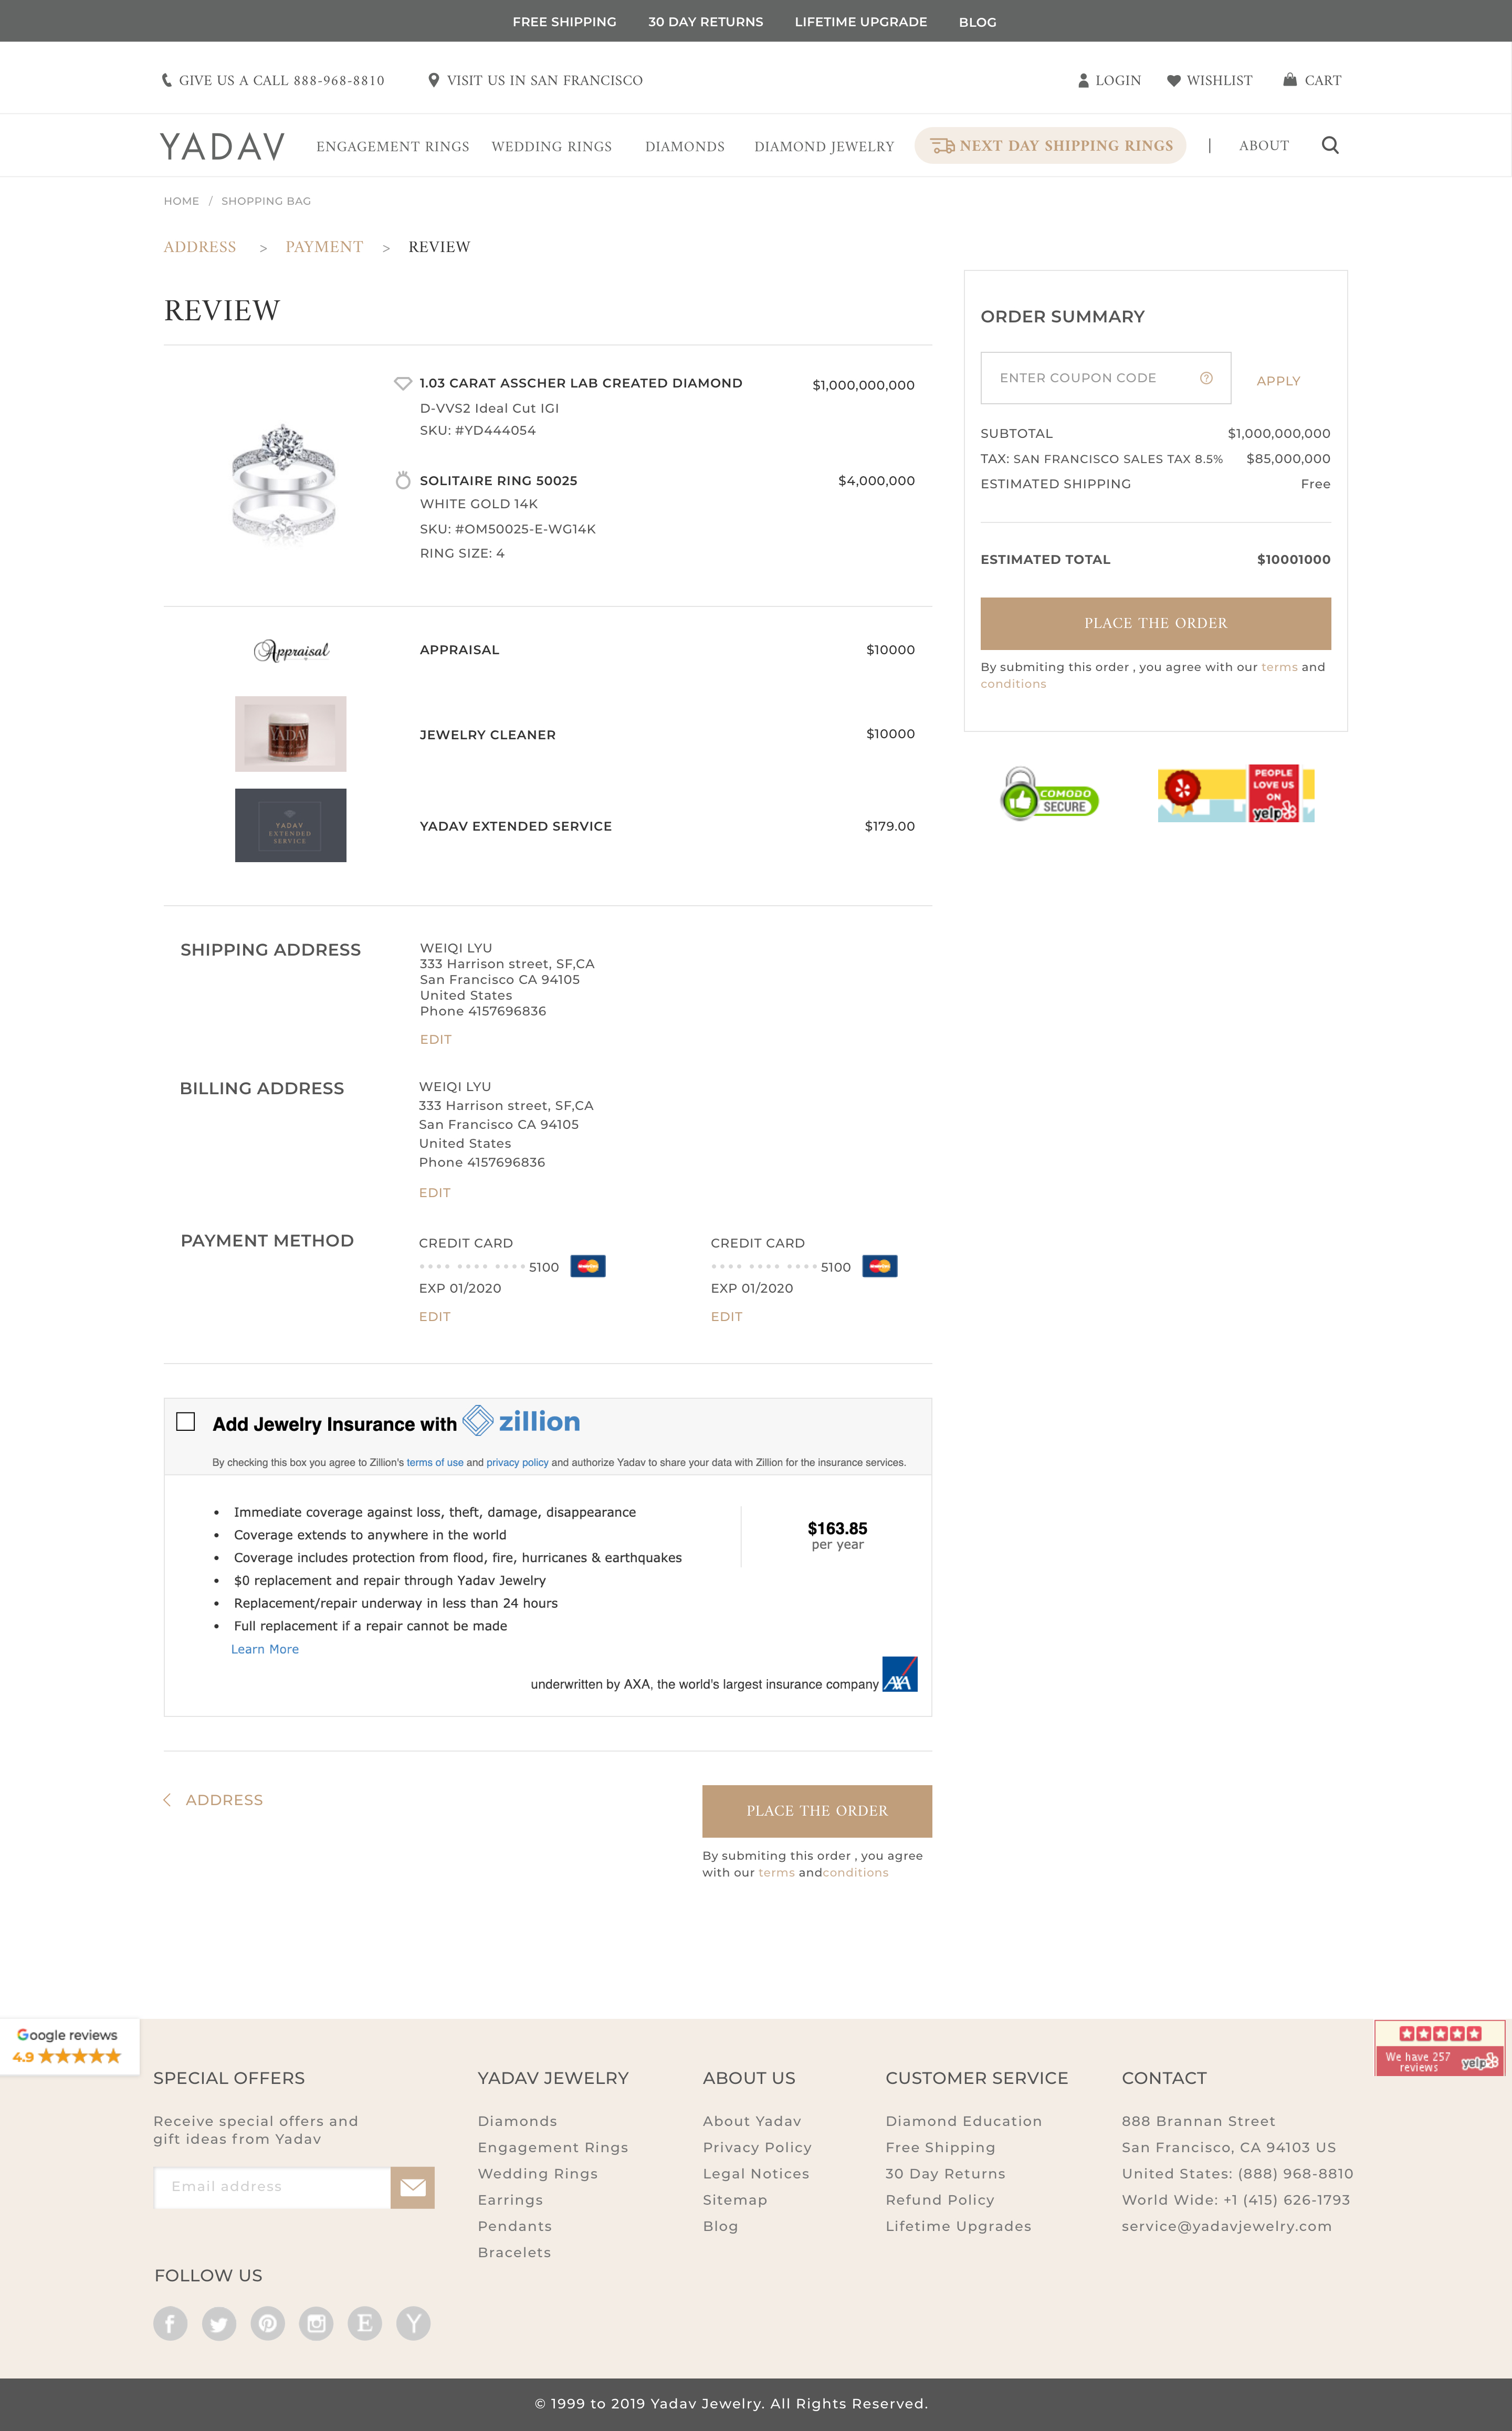 FREE SHIPPING 30 DAY RETURNS LIFETIME UPGRADE BLOG
GIVE US A CALL 888-968-8810 VISIT US IN SAN FRANCISCO LOGIN WISHLIST CART
YADAV ENGAGEMENT RINGS WEDDING RINGS DIAMONDS DIAMOND JEWELRY NEXT DAY SHIPPING RINGS | ABOUT
HOME / SHOPPING BAG
ADDRESS > PAYMENT > REVIEW
REVIEW
1.03 CARAT ASSCHER LAB CREATED DIAMOND $1,000,000,000
D-VVS2 Ideal Cut IGI
SKU: #YD444054
SOLITAIRE RING 50025 $4,000,000
WHITE GOLD 14K
SKU: #OM50025-E-WG14K
RING SIZE: 4
Appraisal
APPRAISAL $10000
YADAV
JEWELRY CLEANER $10000
YADAV
EXTENDED
SERVICE
YADAV EXTENDED SERVICE $179.00
ORDER SUMMARY
ENTER COUPON CODE ? APPLY
SUBTOTAL $1,000,000,000
TAX: SAN FRANCISCO SALES TAX 8.5% $85,000,000
ESTIMATED SHIPPING Free
ESTIMATED TOTAL $10001000
PLACE THE ORDER
By submiting this order , you agree with our terms and
conditions
COMODO
SECURE
PEOPLE
LOVE US
ON
yelp
SHIPPING ADDRESS
WEIQI LYU
333 Harrison street, SF,CA
San Francisco CA 94105
United States
Phone 4157696836
EDIT
BILLING ADDRESS
WEIQI LYU
333 Harrison street, SF,CA
San Francisco CA 94105
United States
Phone 4157696836
EDIT
PAYMENT METHOD
CREDIT CARD
•••• •••• •••• 5100
EXP 01/2020
EDIT
CREDIT CARD
•••• •••• •••• 5100
EXP 01/2020
EDIT
Add Jewelry Insurance with zillion
By checking this box you agree to Zillion's terms of use and privacy policy and authorize Yadav to share your data with Zillion for the insurance services.
• Immediate coverage against loss, theft, damage, disappearance
• Coverage extends to anywhere in the world
• Coverage includes protection from flood, fire, hurricanes & earthquakes
• $0 replacement and repair through Yadav Jewelry
• Replacement/repair underway in less than 24 hours
• Full replacement if a repair cannot be made
Learn More
$163.85
per year
underwritten by AXA, the world's largest insurance company AXA
ADDRESS
PLACE THE ORDER
By submiting this order , you agree
with our terms andconditions
Google reviews
4.9
We have 257
reviews
yelp
SPECIAL OFFERS
Receive special offers and
gift ideas from Yadav
Email address
FOLLOW US
YADAV JEWELRY
Diamonds
Engagement Rings
Wedding Rings
Earrings
Pendants
Bracelets
ABOUT US
About Yadav
Privacy Policy
Legal Notices
Sitemap
Blog
CUSTOMER SERVICE
Diamond Education
Free Shipping
30 Day Returns
Refund Policy
Lifetime Upgrades
CONTACT
888 Brannan Street
San Francisco, CA 94103 US
United States: (888) 968-8810
World Wide: +1 (415) 626-1793
service@yadavjewelry.com
© 1999 to 2019 Yadav Jewelry. All Rights Reserved.